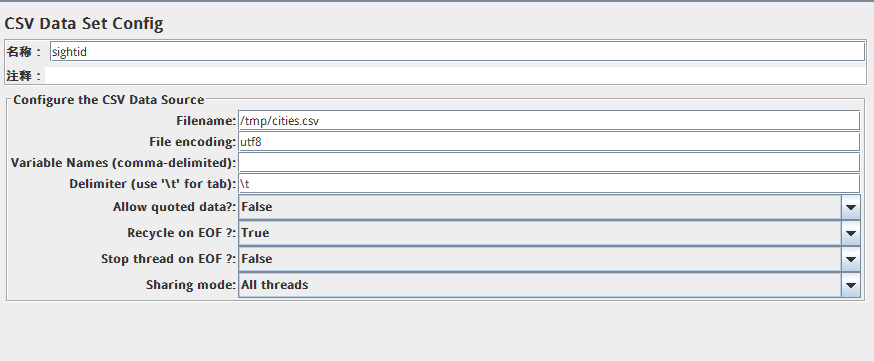 CSV Data Set Config
名称： sightid
注释：
Configure the CSV Data Source
Filename: /tmp/cities.csv
File encoding: utf8
Variable Names (comma-delimited):
Delimiter (use '\t' for tab): \t
Allow quoted data?: False
Recycle on EOF ?: True
Stop thread on EOF ?: False
Sharing mode: All threads